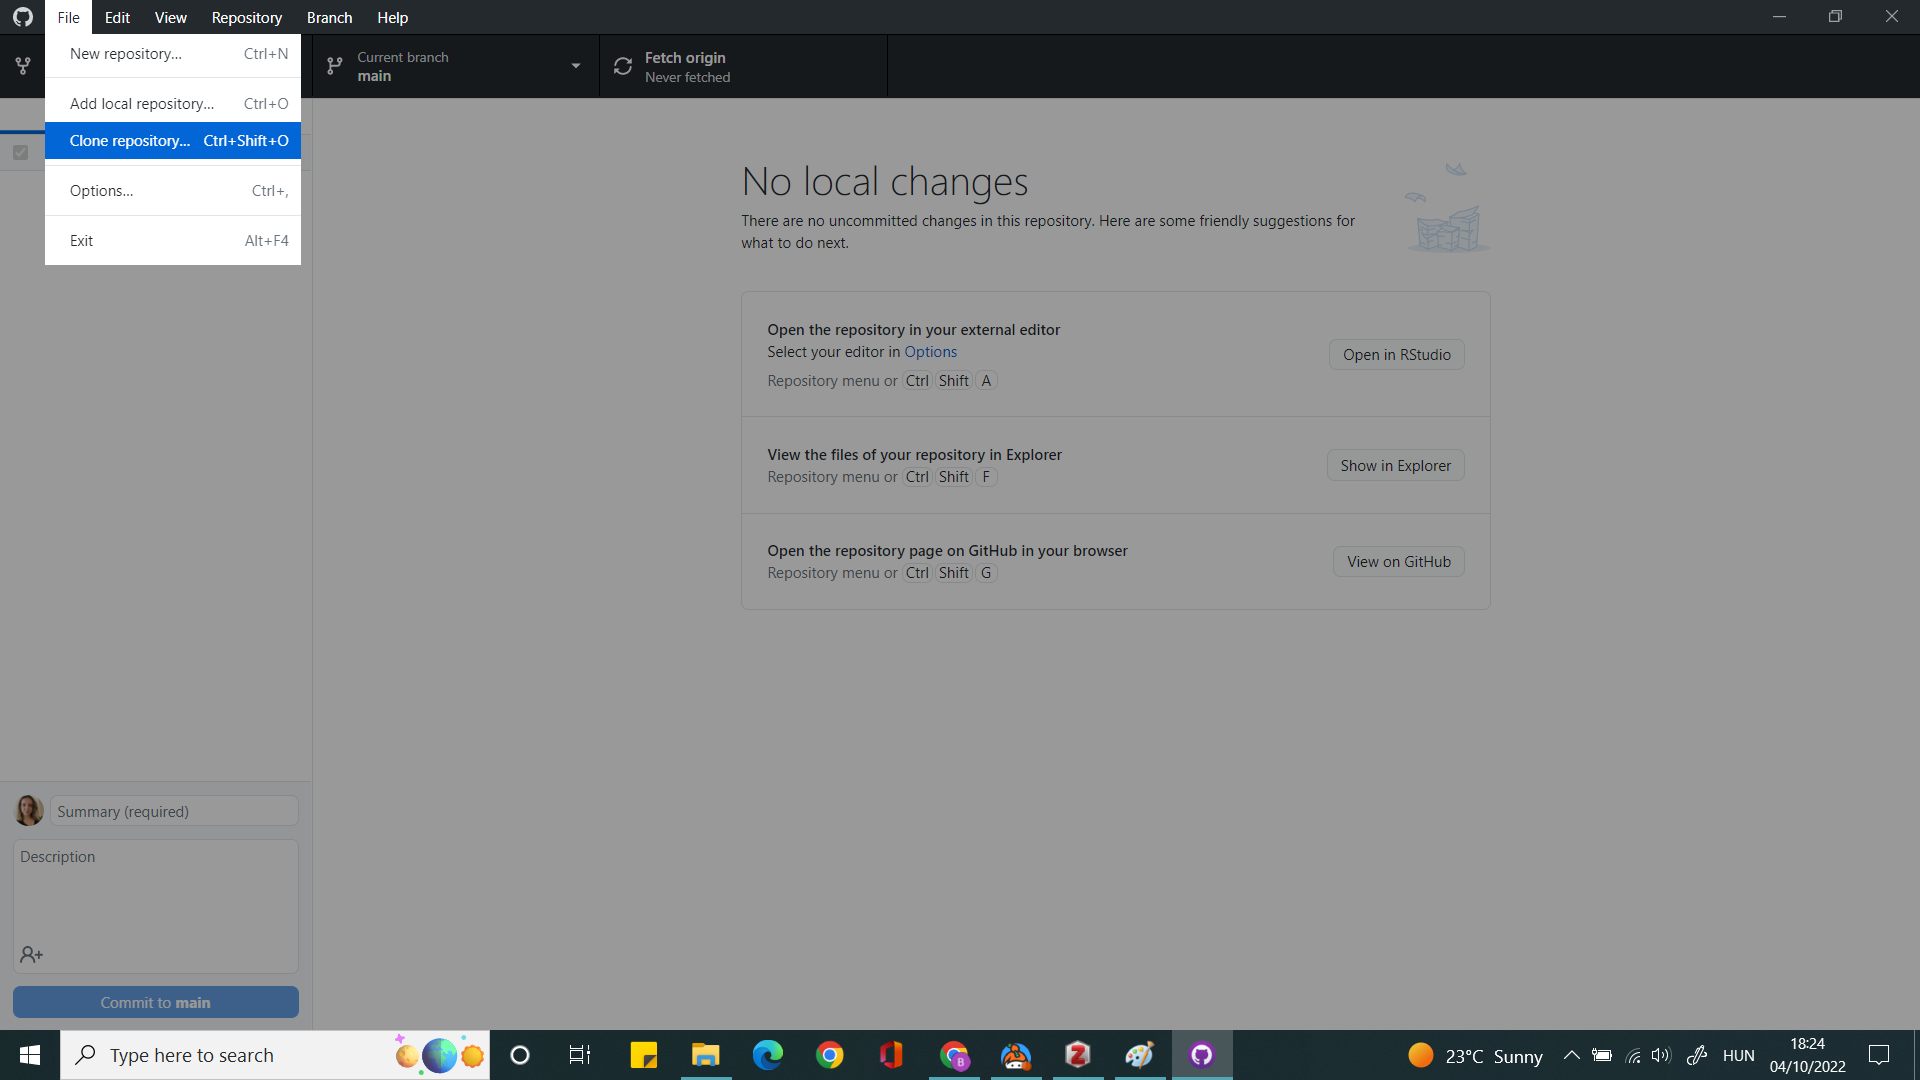 File Edit View Repository Branch Help
New repository... Ctrl+N
Add local repository... Ctrl+O
Clone repository... Ctrl+Shift+O
Options... Ctrl+,
Exit Alt+F4
Current branch
main
Fetch origin
Never fetched
No local changes
There are no uncommitted changes in this repository. Here are some friendly suggestions for
what to do next.
Open the repository in your external editor
Select your editor in Options
Repository menu or Ctrl Shift A
Open in RStudio
View the files of your repository in Explorer
Repository menu or Ctrl Shift F
Show in Explorer
Open the repository page on GitHub in your browser
Repository menu or Ctrl Shift G
View on GitHub
Summary (required)
Description
Commit to main
Type here to search
B
Z
23°C Sunny
HUN
18:24
04/10/2022